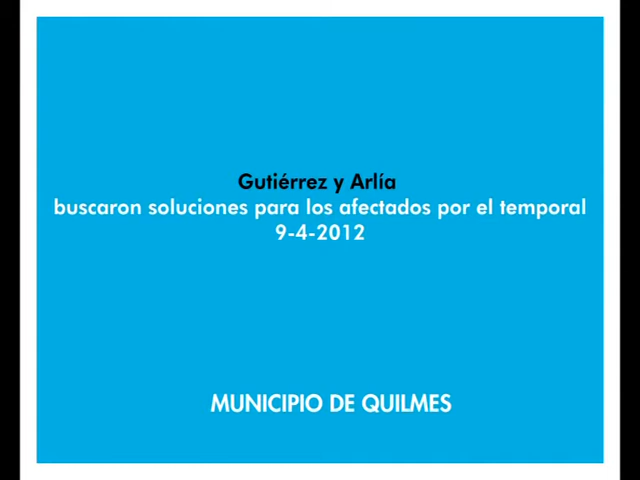 Gutiérrez y Arlía
buscaron soluciones para los afectados por el temporal
9-4-2012
MUNICIPIO DE QUILMES